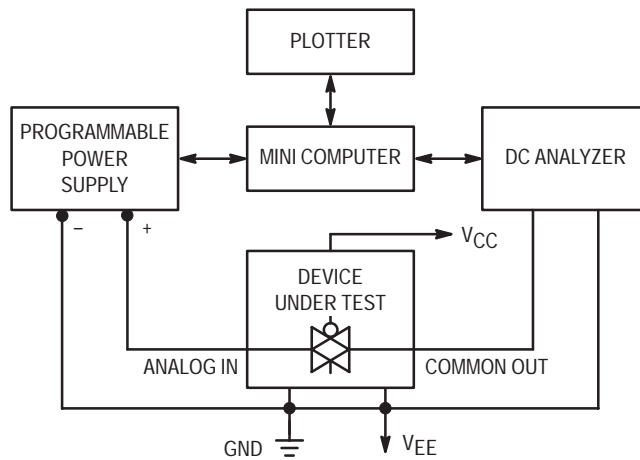 PLOTTER
PROGRAMMABLE
POWER
SUPPLY
MINI COMPUTER
DC ANALYZER
– +
VCC
DEVICE
UNDER TEST
ANALOG IN
COMMON OUT
GND
VEE